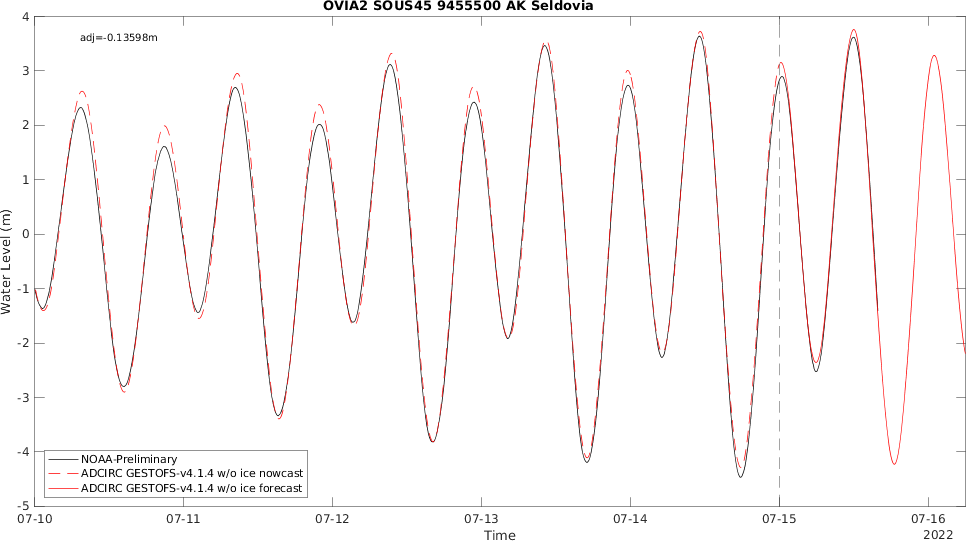 OVIA2 SOUS45 9455500 AK Seldovia
adj=-0.13598m
4
3
2
1
0
-1
-2
-3
-4
-5
Water Level (m)
NOAA-Preliminary
ADCIRC GESTOFS-v4.1.4 w/o ice nowcast
ADCIRC GESTOFS-v4.1.4 w/o ice forecast
07-10 07-11 07-12 07-13 07-14 07-15 07-16
Time
2022